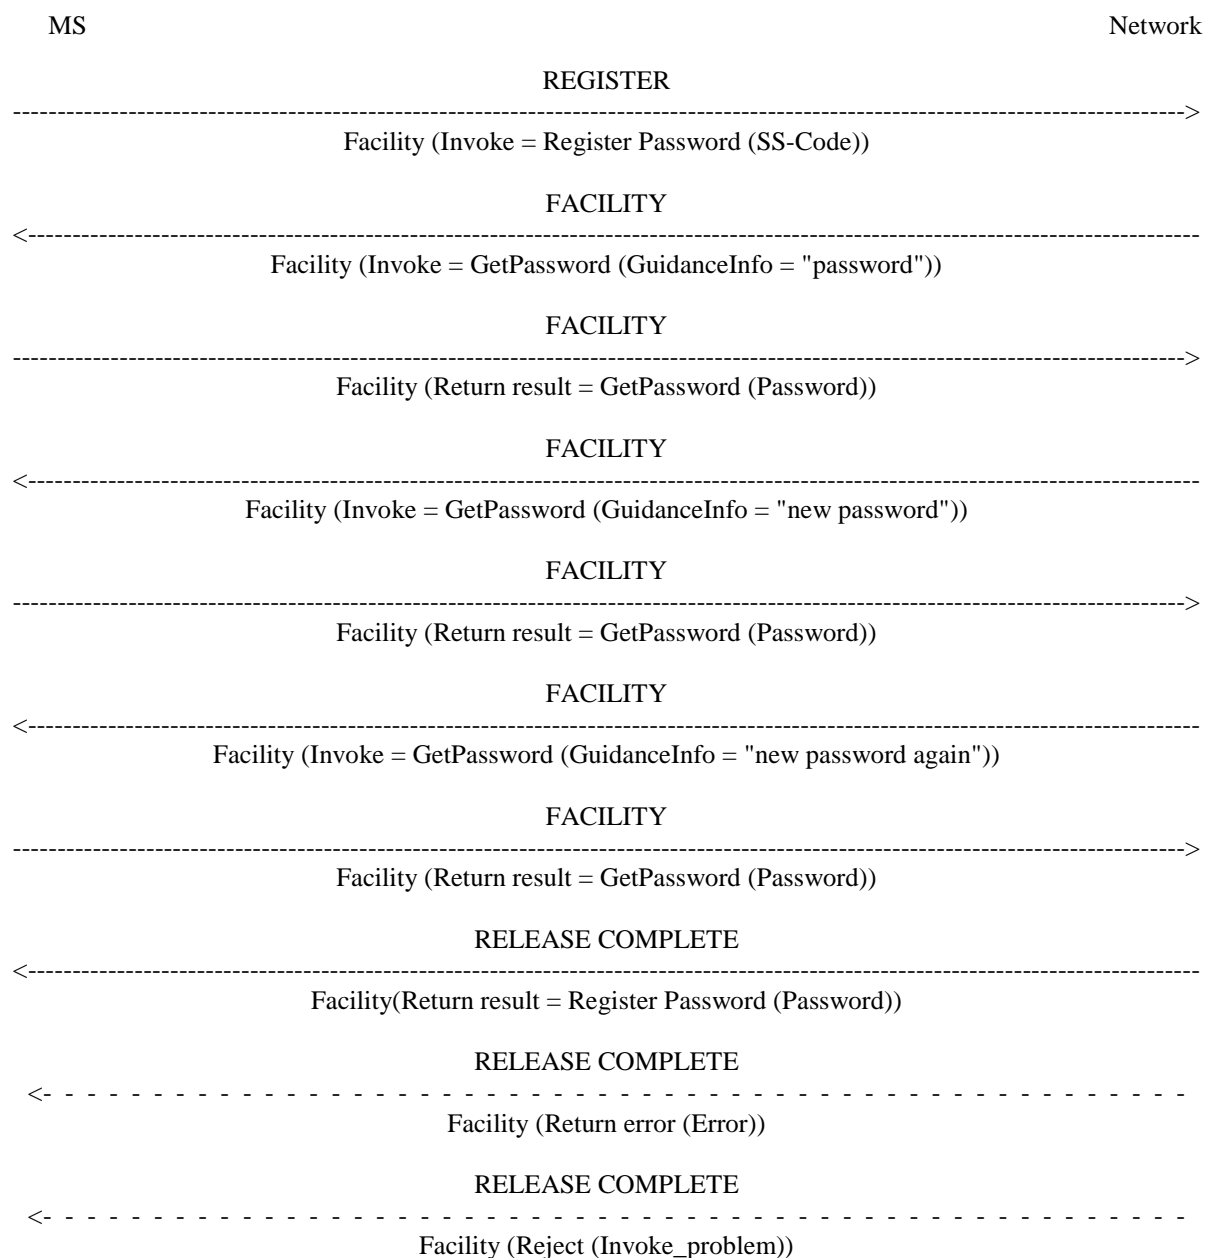 MS Network
REGISTER
------------------------------------------------------------------------------------------------------------------------------------>
Facility (Invoke = Register Password (SS-Code))
FACILITY
<------------------------------------------------------------------------------------------------------------------------------------
Facility (Invoke = GetPassword (GuidanceInfo = "password"))
FACILITY
------------------------------------------------------------------------------------------------------------------------------------>
Facility (Return result = GetPassword (Password))
FACILITY
<------------------------------------------------------------------------------------------------------------------------------------
Facility (Invoke = GetPassword (GuidanceInfo = "new password"))
FACILITY
------------------------------------------------------------------------------------------------------------------------------------>
Facility (Return result = GetPassword (Password))
FACILITY
<------------------------------------------------------------------------------------------------------------------------------------
Facility (Invoke = GetPassword (GuidanceInfo = "new password again"))
FACILITY
------------------------------------------------------------------------------------------------------------------------------------>
Facility (Return result = GetPassword (Password))
RELEASE COMPLETE
<------------------------------------------------------------------------------------------------------------------------------------
Facility(Return result = Register Password (Password))
RELEASE COMPLETE
<- - - - - - - - - - - - - - - - - - - - - - - - - - - - - - - - - - - - - - - - - - - - - - - - - - - -
Facility (Return error (Error))
RELEASE COMPLETE
<- - - - - - - - - - - - - - - - - - - - - - - - - - - - - - - - - - - - - - - - - - - - - - - - - - - -
Facility (Reject (Invoke_problem))